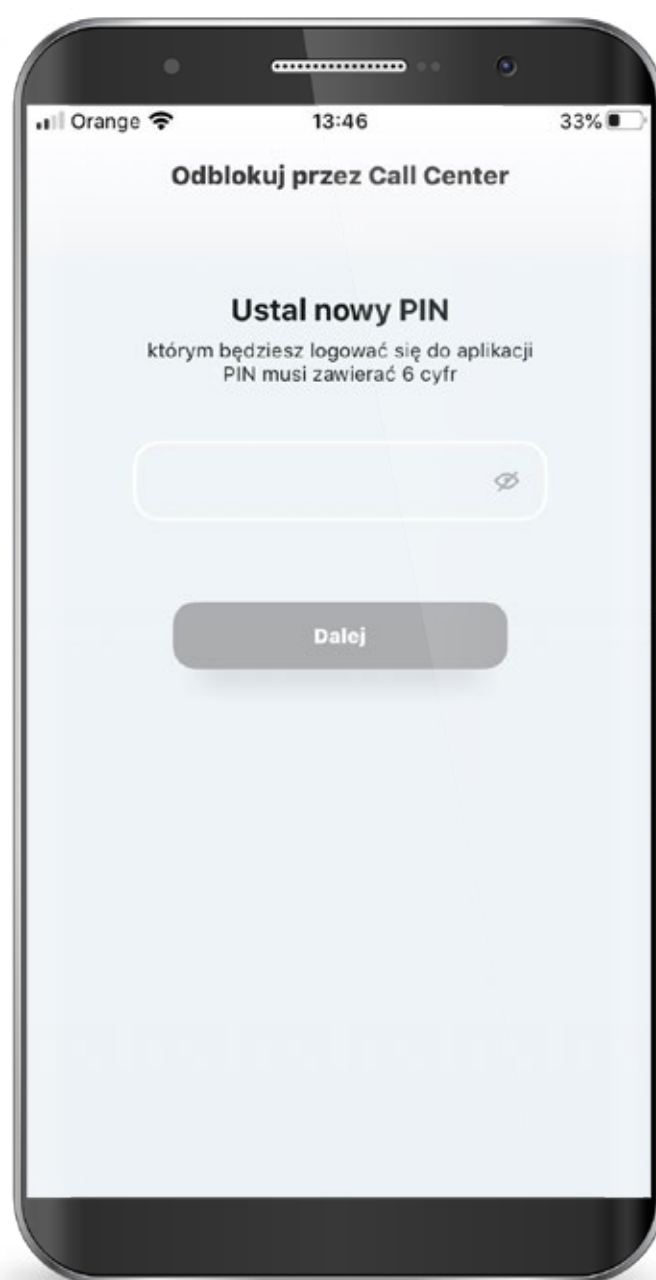 Orange 13:46 33%
Odblokuj przez Call Center
Ustal nowy PIN
którym będziesz logować się do aplikacji
PIN musi zawierać 6 cyfr
Dalej